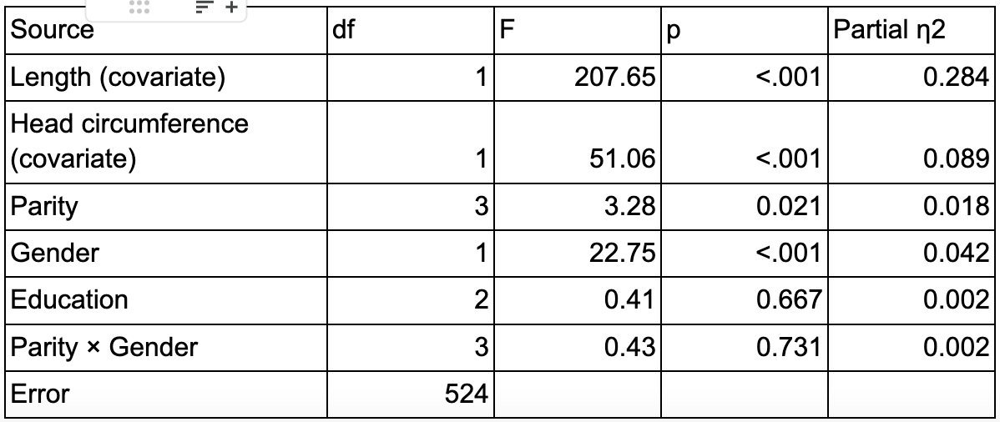 Source df F p Partial η2
Length (covariate) 1 207.65 <.001 0.284
Head circumference
(covariate) 1 51.06 <.001 0.089
Parity 3 3.28 0.021 0.018
Gender 1 22.75 <.001 0.042
Education 2 0.41 0.667 0.002
Parity × Gender 3 0.43 0.731 0.002
Error 524